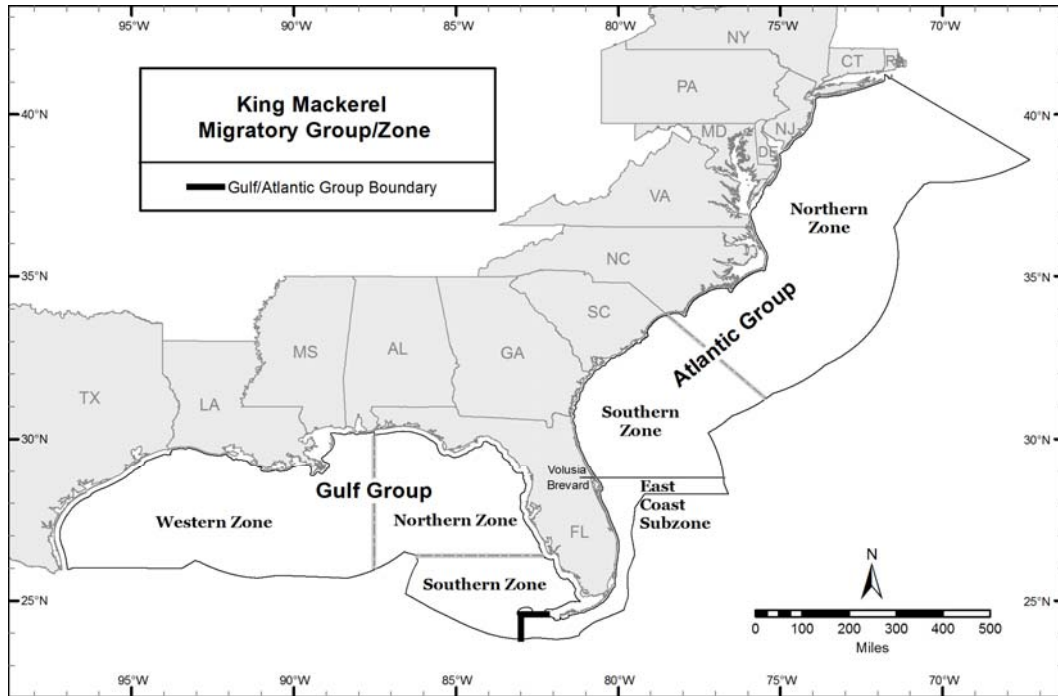 95°W 90°W 85°W 80°W 75°W 70°W
King Mackerel
Migratory Group/Zone
Gulf/Atlantic Group Boundary
NY
CT
PA
40°N
40°N
MD
NJ
DE
VA
Northern
Zone
NC
35°N
35°N
SC
Atlantic Group
MS
AL
GA
TX
LA
Southern
Zone
30°N
30°N
Volusia
Brevard
East
Coast
Subzone
Gulf Group
Western Zone
Northern Zone
FL
Southern Zone
N
25°N
25°N
0 100 200 300 400 500
Miles
95°W 90°W 85°W 80°W 75°W 70°W